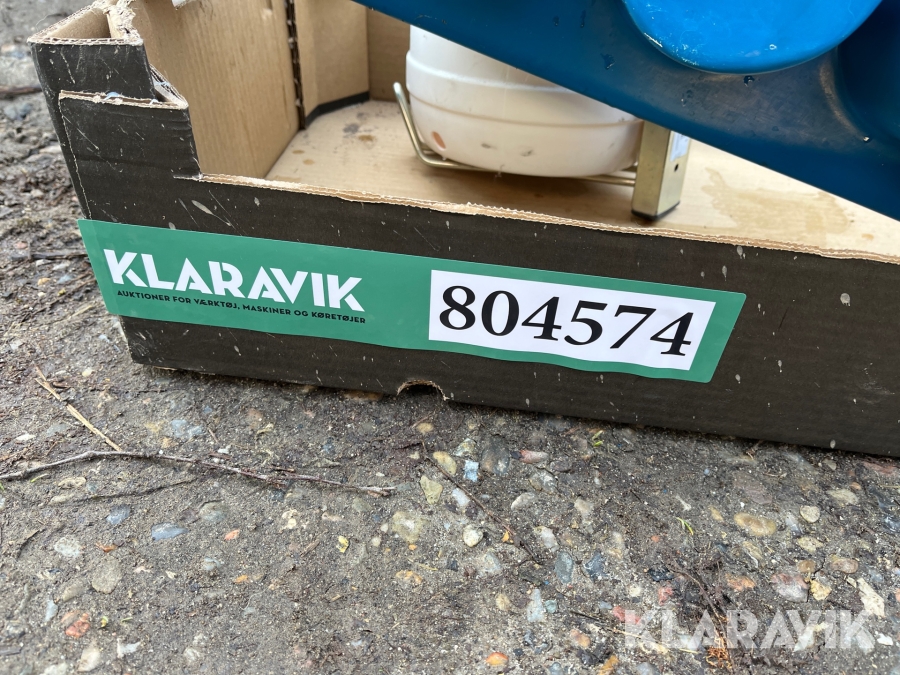 KLARAVIK
AUKTIONER FOR VÆRKTØJ, MASKINER OG KØRETØJER
804574
KLARAVIK